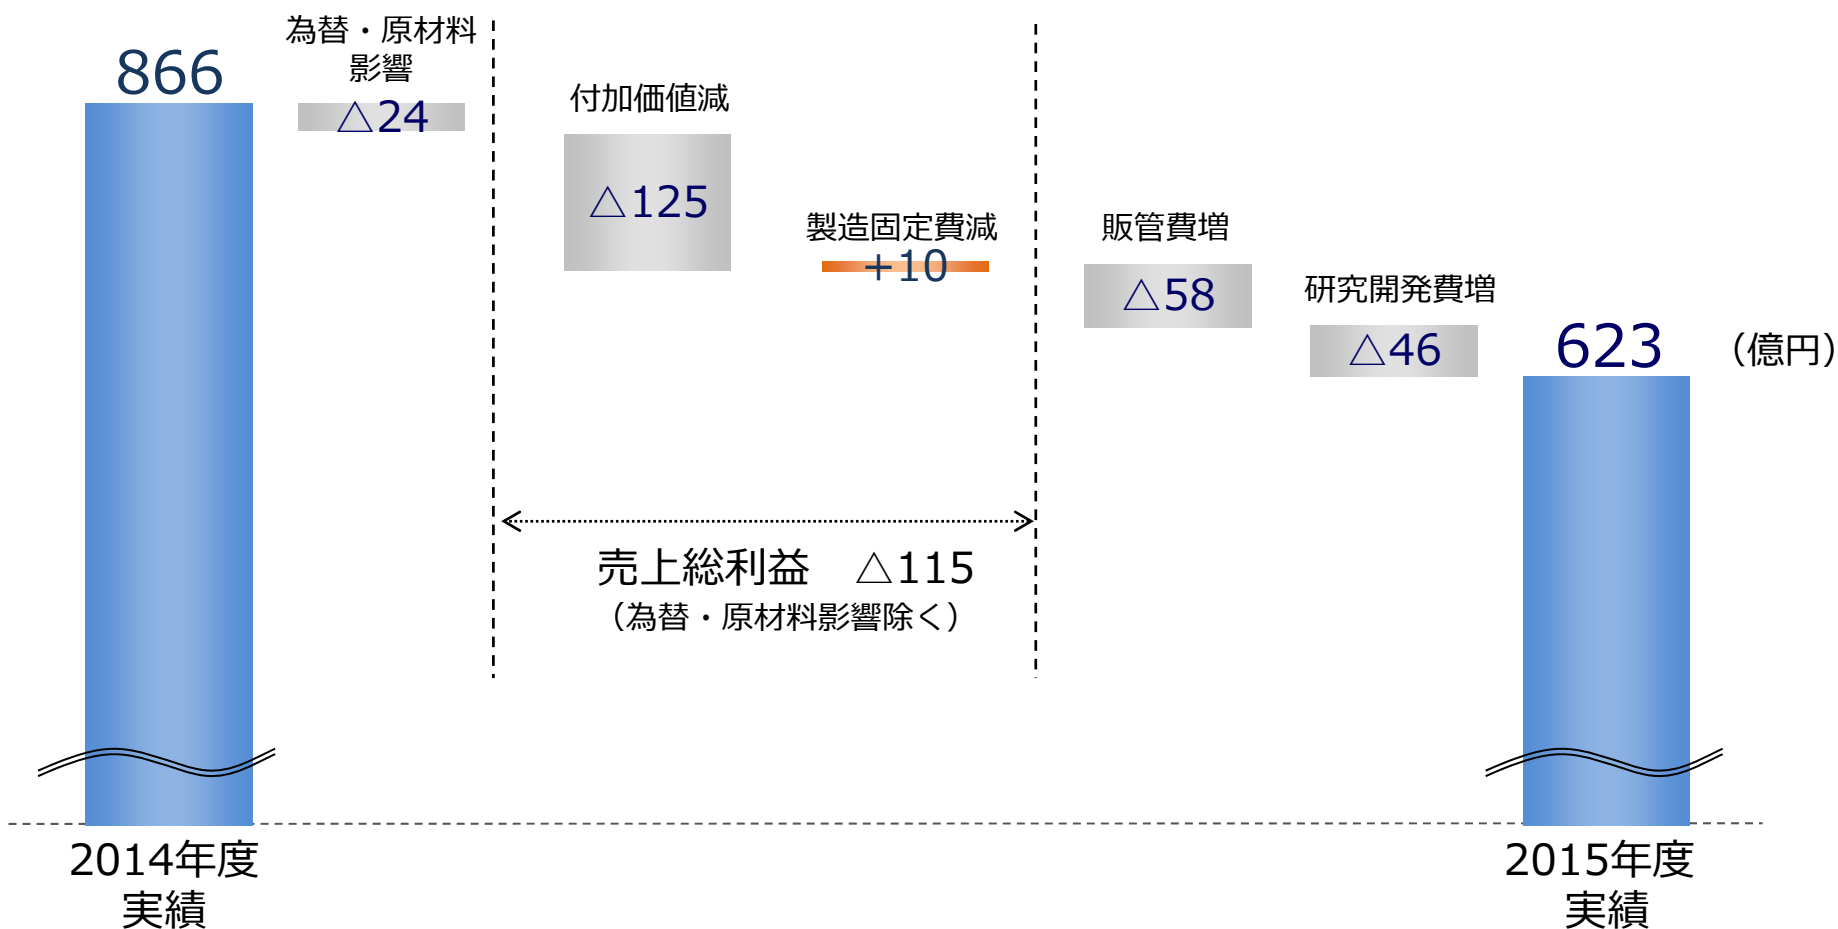 866
為替・原材料
影響
△24
付加価値減
△125
製造固定費減
+10
販管費増
△58
研究開発費増
△46
623
（億円）
売上総利益　△115
（為替・原材料影響除く）
2014年度
実績
2015年度
実績